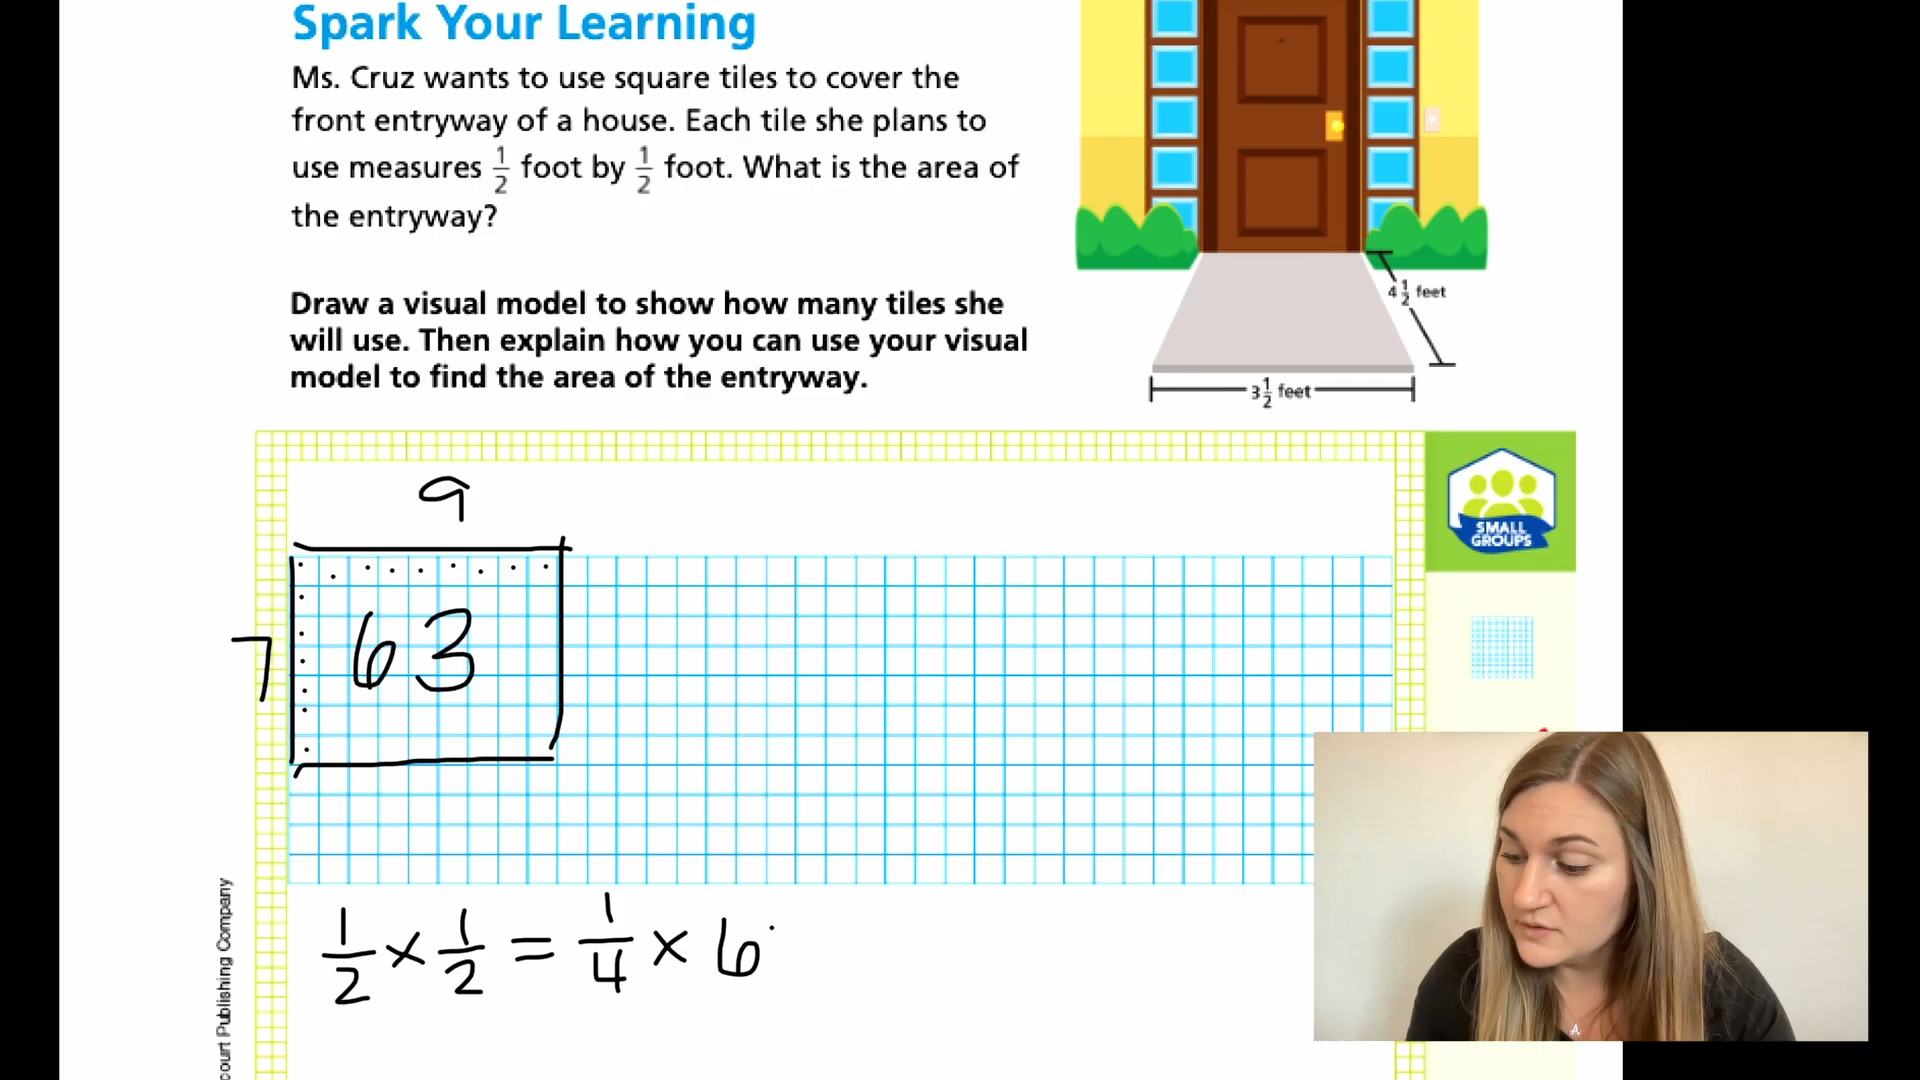 Spark Your Learning
Ms. Cruz wants to use square tiles to cover the
front entryway of a house. Each tile she plans to
use measures 1/2 foot by 1/2 foot. What is the area of
the entryway?
Draw a visual model to show how many tiles she
will use. Then explain how you can use your visual
model to find the area of the entryway.
4 1/2 feet
3 1/2 feet
SMALL
GROUPS
9
7
63
1/2 × 1/2 = 1/4 × 6
court Publishing Company
A